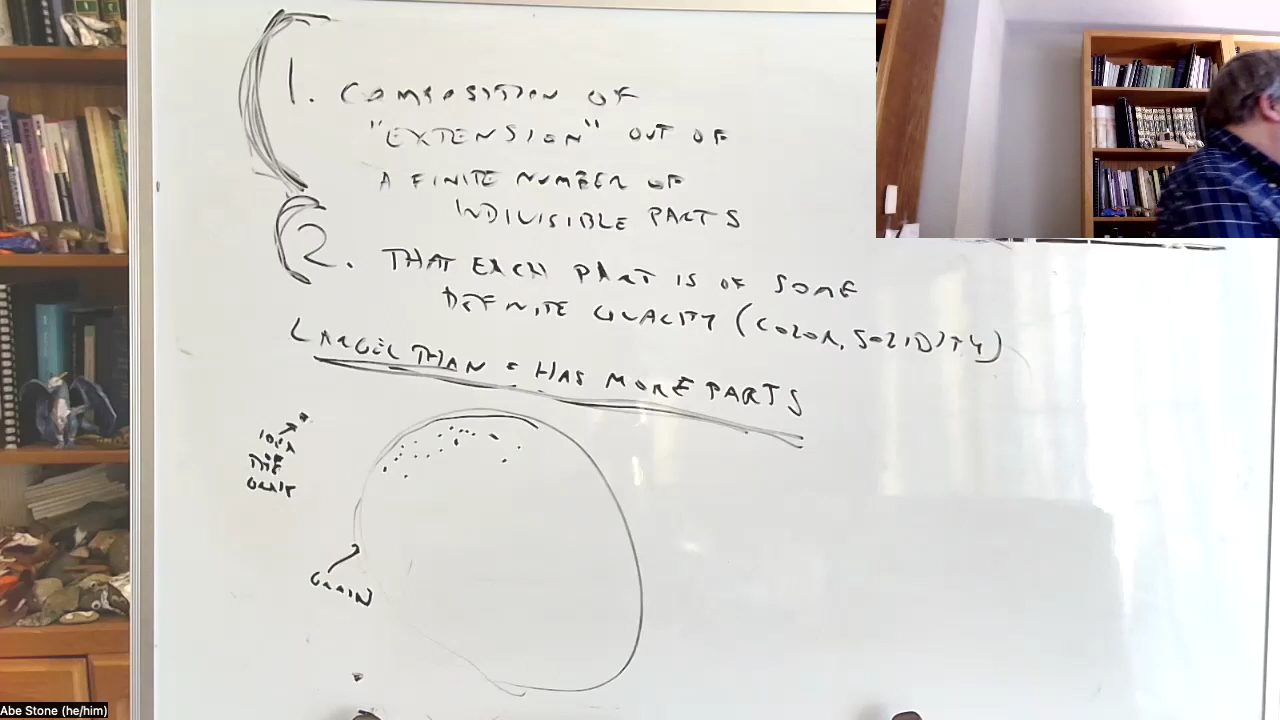 1. COMPOSITION OF
"EXTENSION" OUT OF
A FINITE NUMBER OF
INDIVISIBLE PARTS
2. THAT EACH PART IS OF SOME
DEFINITE QUALITY (COLOR, SOLIDITY)
LARGER THAN = HAS MORE PARTS
IDEA
OF
THE
GRAIN
GRAIN
Abe Stone (he/him)